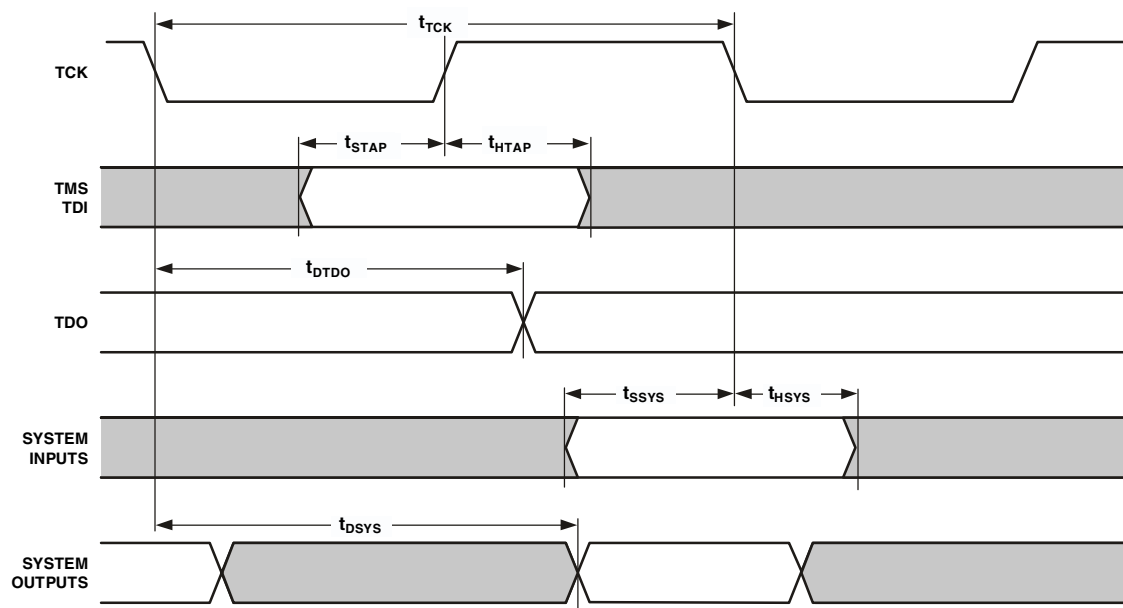 tTCK
TCK
tSTAP
tHTAP
TMS
TDI
tDTDO
TDO
tSSYS
tHSYS
SYSTEM
INPUTS
tDSYS
SYSTEM
OUTPUTS